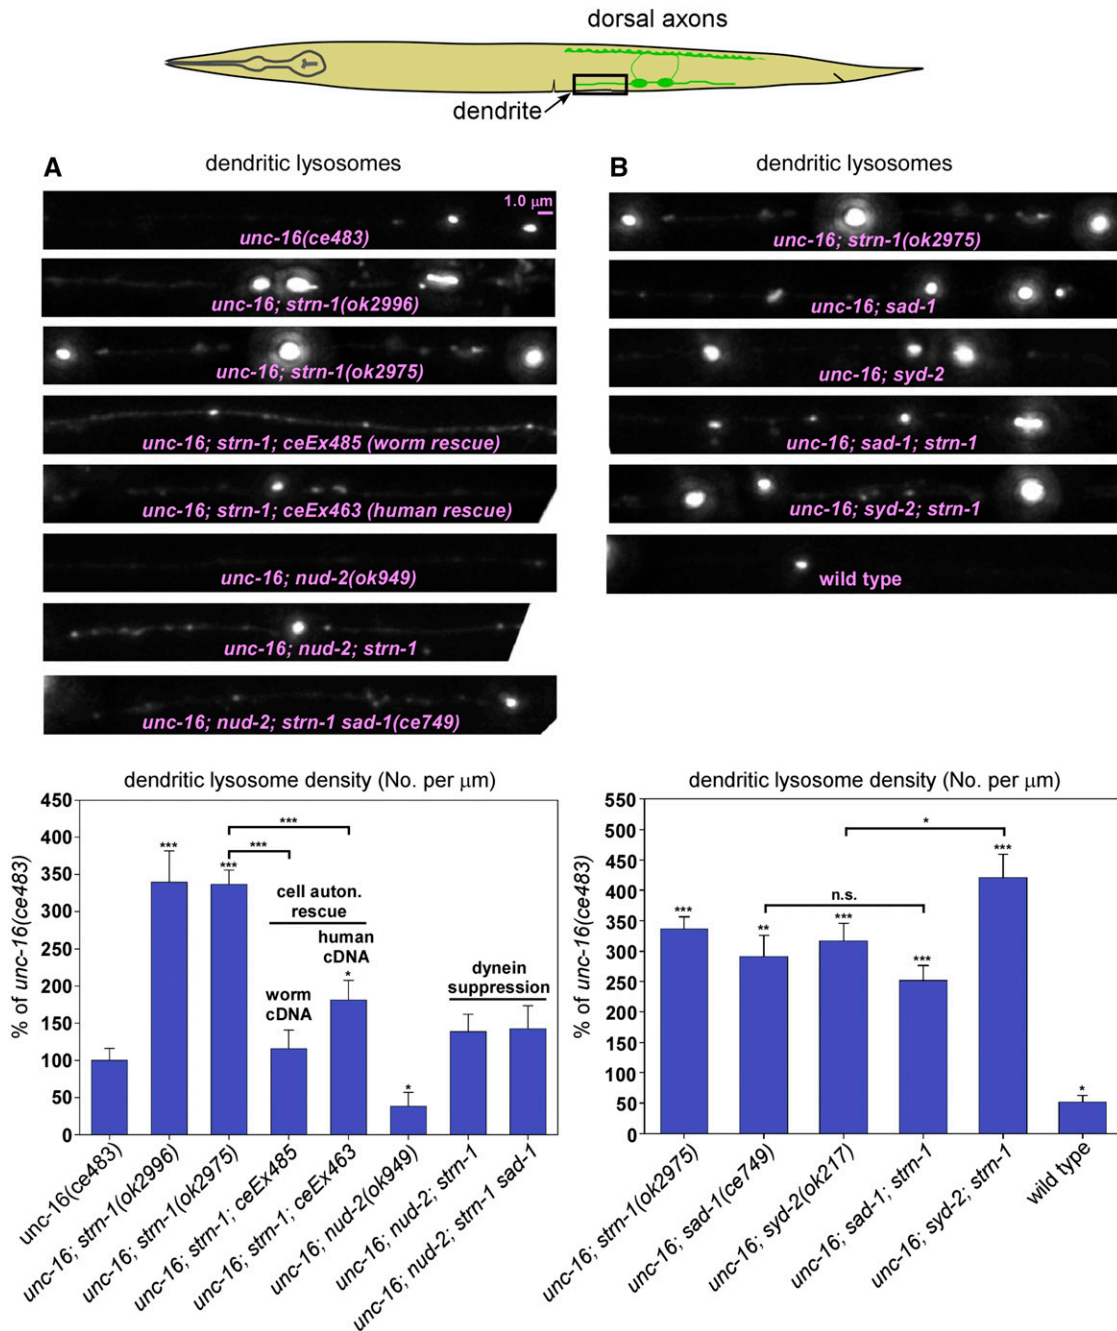 dorsal axons
dendrite
A
dendritic lysosomes
1.0 μm
unc-16(ce483)
unc-16; strn-1(ok2996)
unc-16; strn-1(ok2975)
unc-16; strn-1; ceEx485 (worm rescue)
unc-16; strn-1; ceEx463 (human rescue)
unc-16; nud-2(ok949)
unc-16; nud-2; strn-1
unc-16; nud-2; strn-1 sad-1(ce749)
B
dendritic lysosomes
unc-16; strn-1(ok2975)
unc-16; sad-1
unc-16; syd-2
unc-16; sad-1; strn-1
unc-16; syd-2; strn-1
wild type
dendritic lysosome density (No. per μm)
% of unc-16(ce483)
450
400
350
300
250
200
150
100
50
0
***
***
***
***
cell auton.
rescue
human
cDNA
*
worm
cDNA
*
dynein
suppression
unc-16(ce483)
unc-16; strn-1(ok2996)
unc-16; strn-1(ok2975)
unc-16; strn-1; ceEx485
unc-16; strn-1; ceEx463
unc-16; nud-2(ok949)
unc-16; nud-2; strn-1
unc-16; nud-2; strn-1 sad-1
dendritic lysosome density (No. per μm)
% of unc-16(ce483)
550
500
450
400
350
300
250
200
150
100
50
0
*
n.s.
***
**
***
***
***
*
unc-16; strn-1(ok2975)
unc-16; sad-1(ce749)
unc-16; syd-2(ok217)
unc-16; sad-1; strn-1
unc-16; syd-2; strn-1
wild type